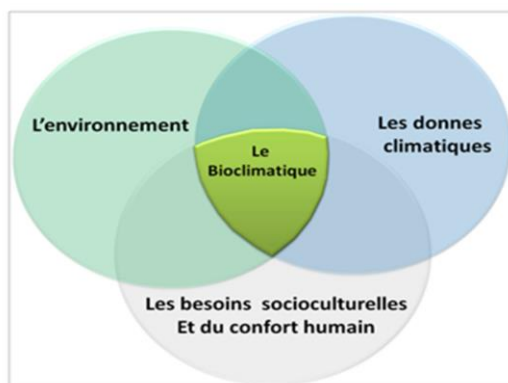 L'environnement
Les donnes
climatiques
Le
Bioclimatique
Les besoins socioculturelles
Et du confort humain